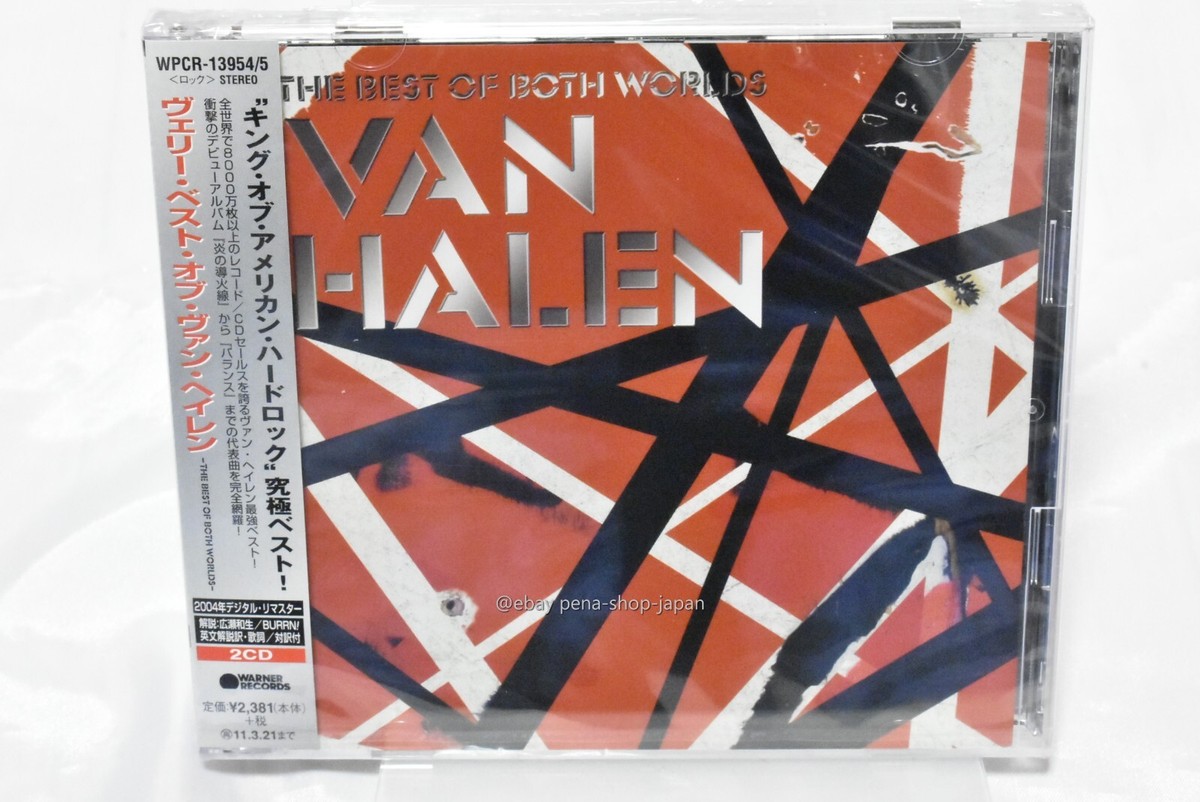 WPCR-13954/5
<ロック> STEREO
"キング・オブ・アメリカン・ハードロック"究極ベスト!
全世界で8000万枚以上のレコード/CDセールスを誇るヴァン・ヘイレン最強ベスト!
衝撃のデビューアルバム『炎の導火線』から『バランス』までの代表曲を完全網羅!
ヴェリー・ベスト・オブ・ヴァン・ヘイレン
-THE BEST OF BOTH WORLDS-
2004年デジタル・リマスター
解説:広瀬和生/BURRN!
英文解説訳・歌詞/対訳付
2CD
WARNER
RECORDS
定価:¥2,381(本体)
+税
㋐11.3.21まで
THE BEST OF BOTH WORLDS
VAN
HALEN
@ebay pena-shop-japan